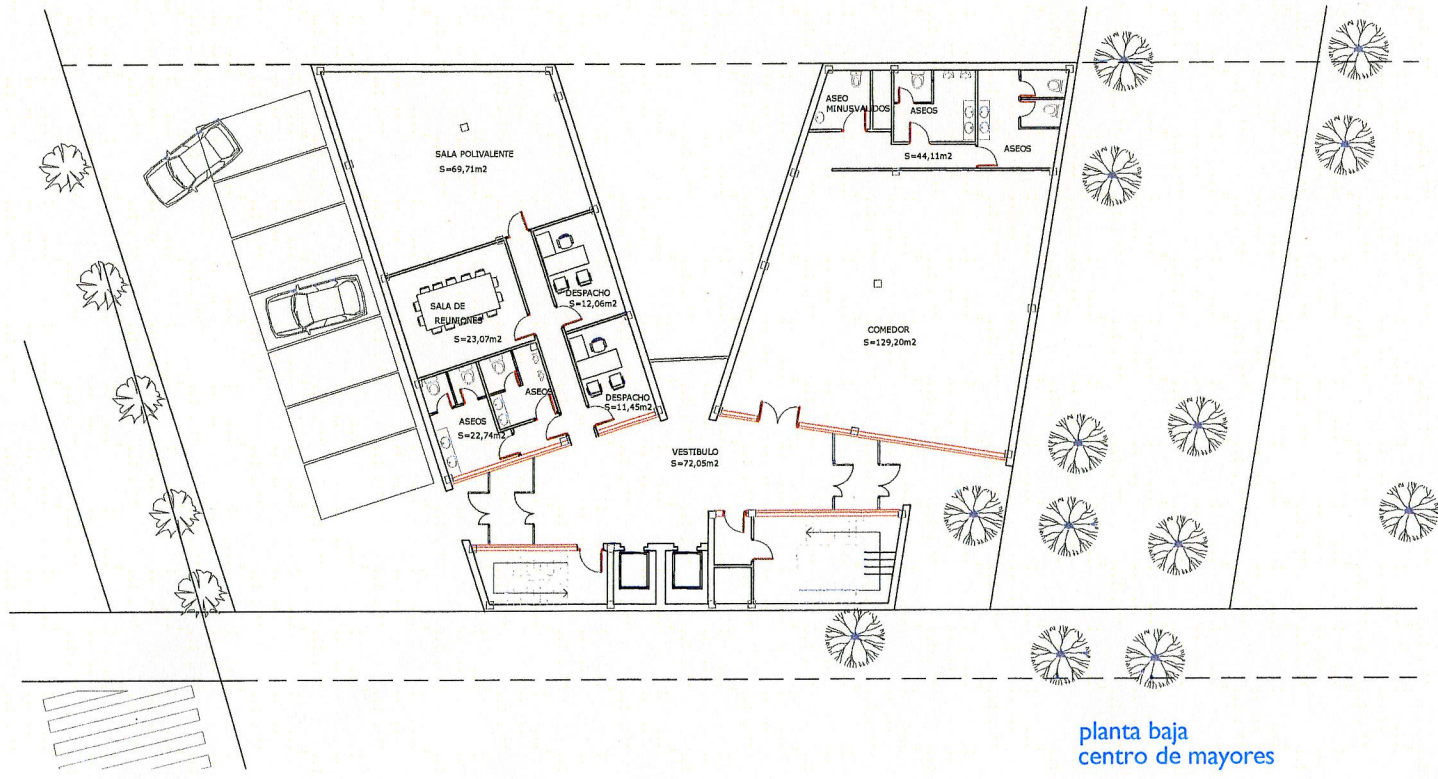 SALA POLIVALENTE
S=69,71m2
ASEO
MINUSVALIDOS
ASEOS
S=44,11m2
ASEOS
DESPACHO
S=12,06m2
SALA DE
REUNIONES
S=23,07m2
COMEDOR
S=129,20m2
ASEOS
DESPACHO
S=11,45m2
ASEOS
S=22,74m2
VESTIBULO
S=72,05m2
planta baja
centro de mayores